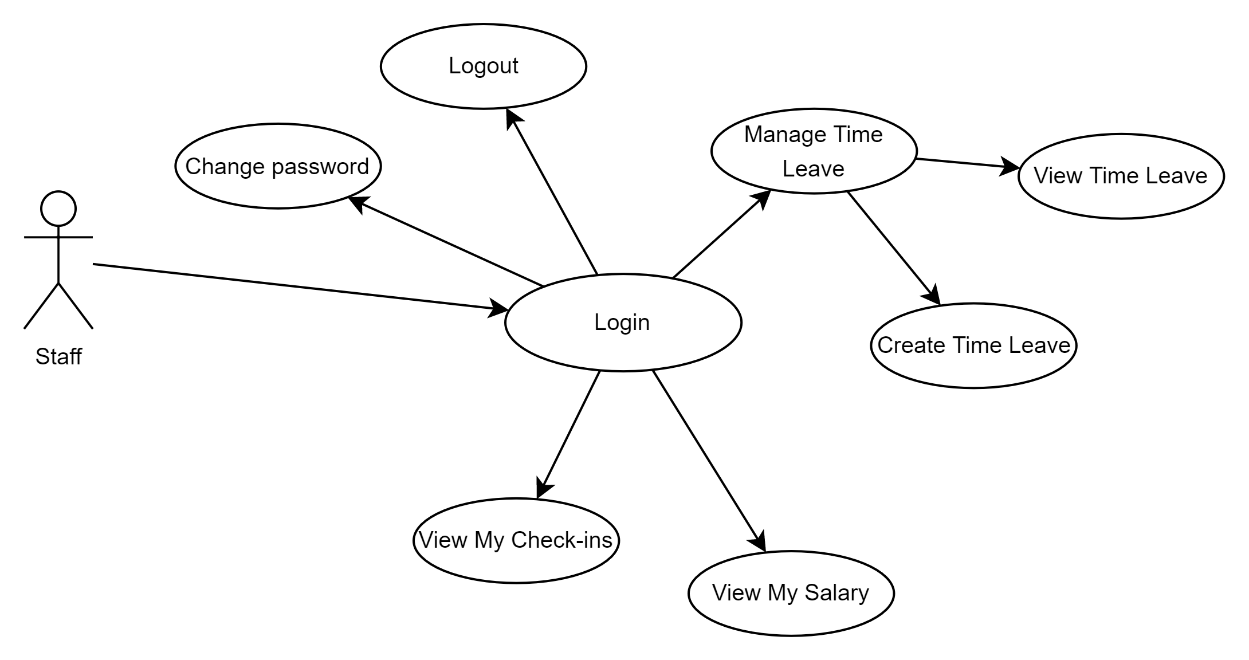 Logout
Change password
Manage Time
Leave
View Time Leave
Staff
Login
Create Time Leave
View My Check-ins
View My Salary